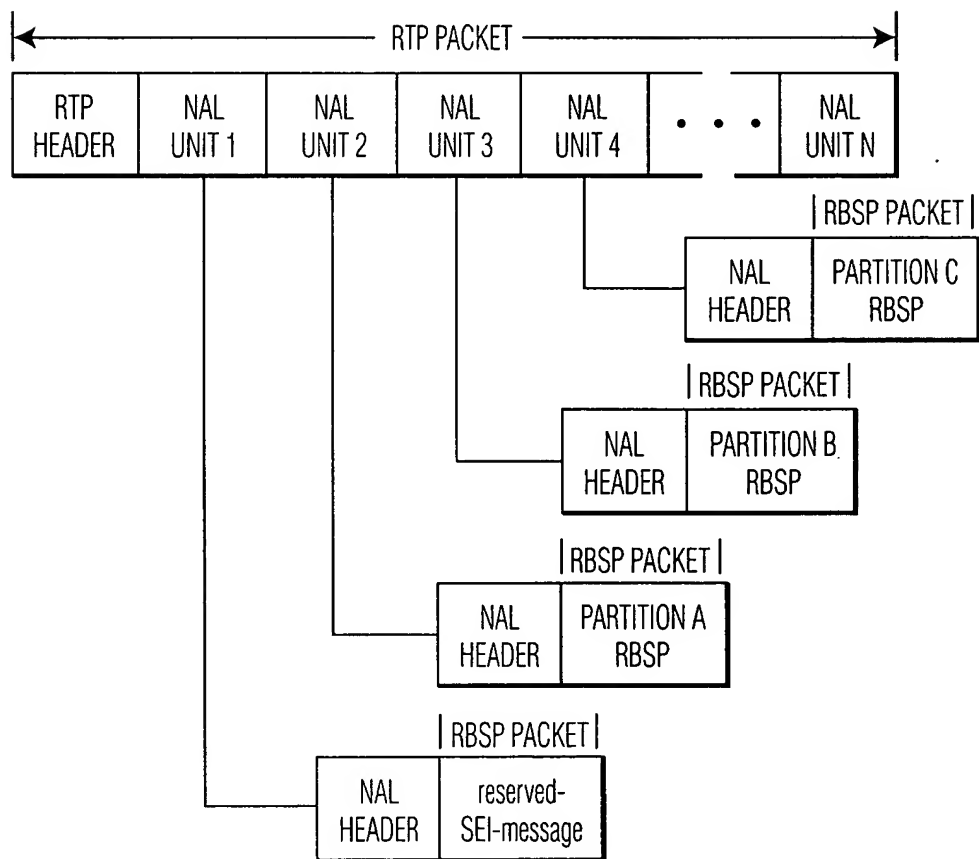 RTP PACKET
RTP HEADER
NAL UNIT 1
NAL UNIT 2
NAL UNIT 3
NAL UNIT 4
• • •
NAL UNIT N
RBSP PACKET
NAL HEADER
PARTITION C RBSP
RBSP PACKET
NAL HEADER
PARTITION B RBSP
RBSP PACKET
NAL HEADER
PARTITION A RBSP
RBSP PACKET
NAL HEADER
reserved-
SEI-message